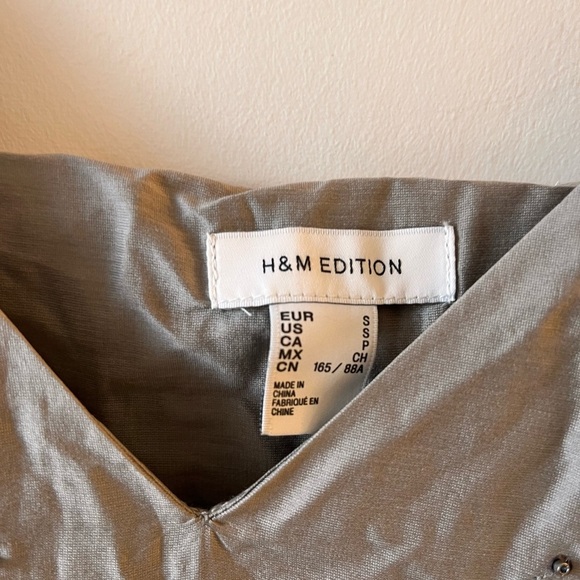 H&M EDITION
EUR S
US S
CA P
MX CH
CN 165 / 88A
MADE IN
CHINA
FABRIQUÉ EN
CHINE